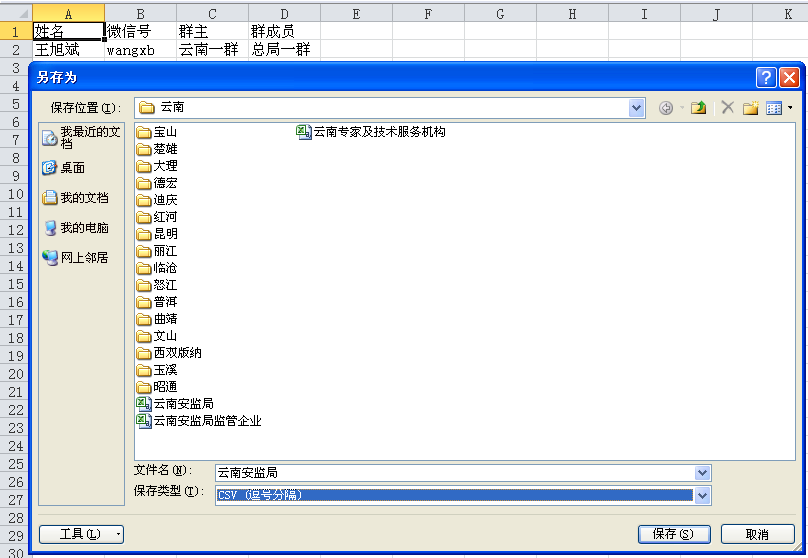 A B C D E F G H I J K
1 姓名 微信号 群主 群成员
2 王旭斌 wangxb 云南一群 总局一群
3
4
5
6
7
8
9
10
11
12
13
14
15
16
17
18
19
20
21
22
23
24
25
26
27
28
29
30
另存为
保存位置(I): 云南
我最近的文档
桌面
我的文档
我的电脑
网上邻居
宝山
楚雄
大理
德宏
迪庆
红河
昆明
丽江
临沧
怒江
普洱
曲靖
文山
西双版纳
玉溪
昭通
云南安监局
云南安监局监管企业
云南专家及技术服务机构
文件名(N): 云南安监局
保存类型(T): CSV (逗号分隔)
工具(L) 保存(S) 取消